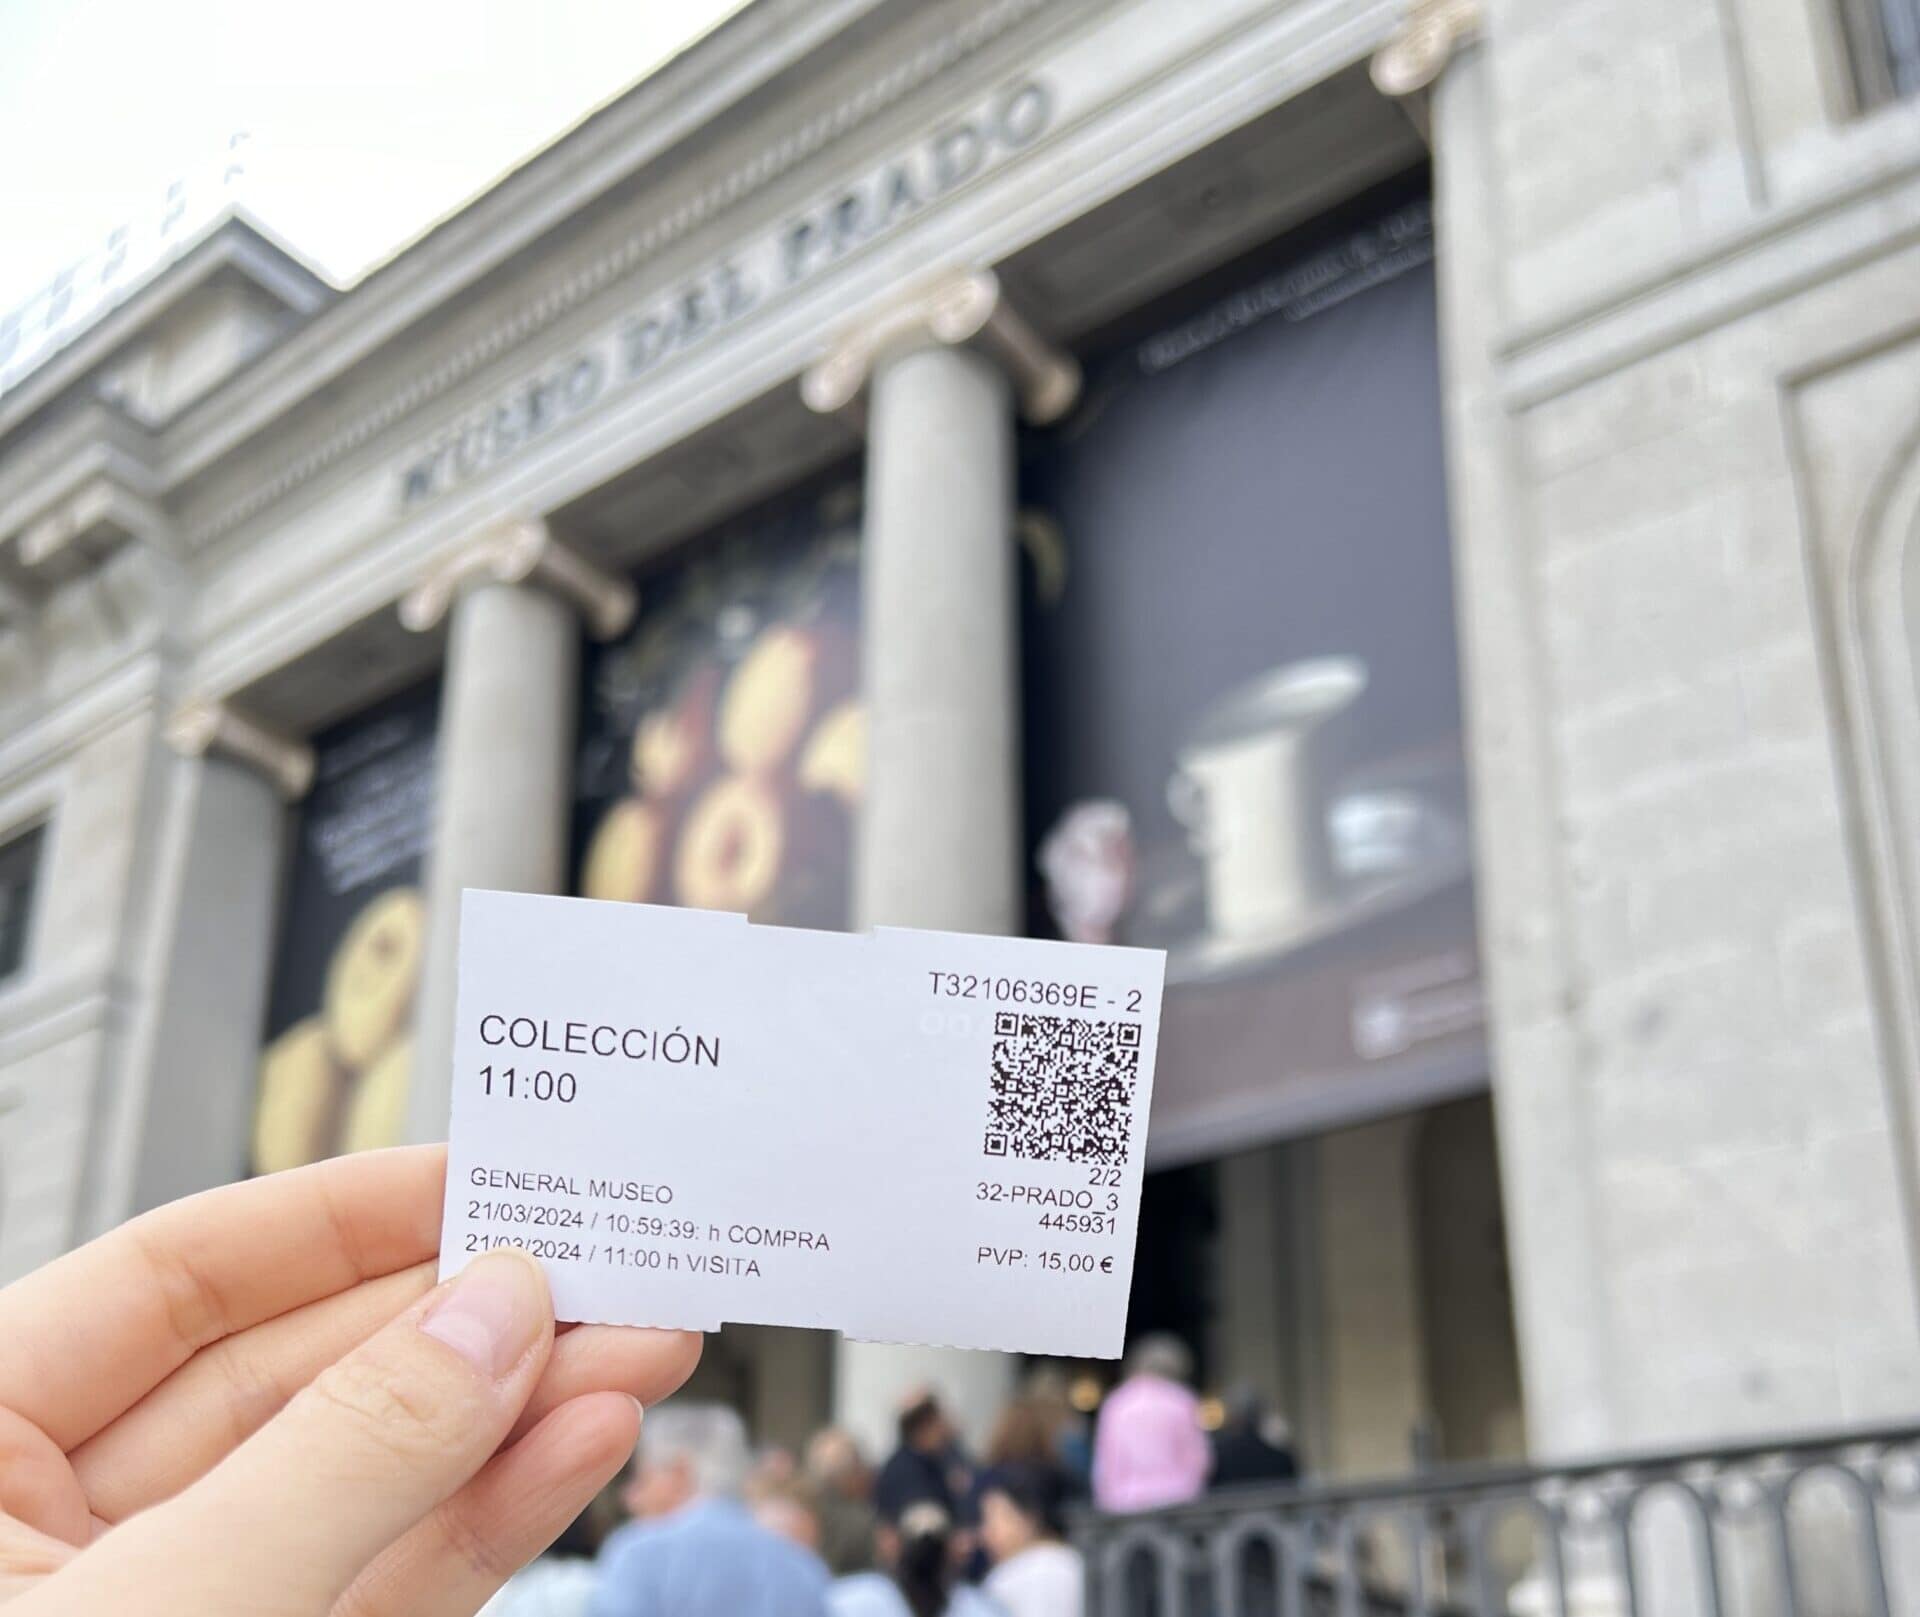 MUSEO DEL PRADO
T32106369E - 2
COLECCIÓN
11:00
2/2
32-PRADO_3
445931
GENERAL MUSEO
21/03/2024 / 10:59:39: h COMPRA
21/03/2024 / 11:00 h VISITA
PVP: 15,00 €